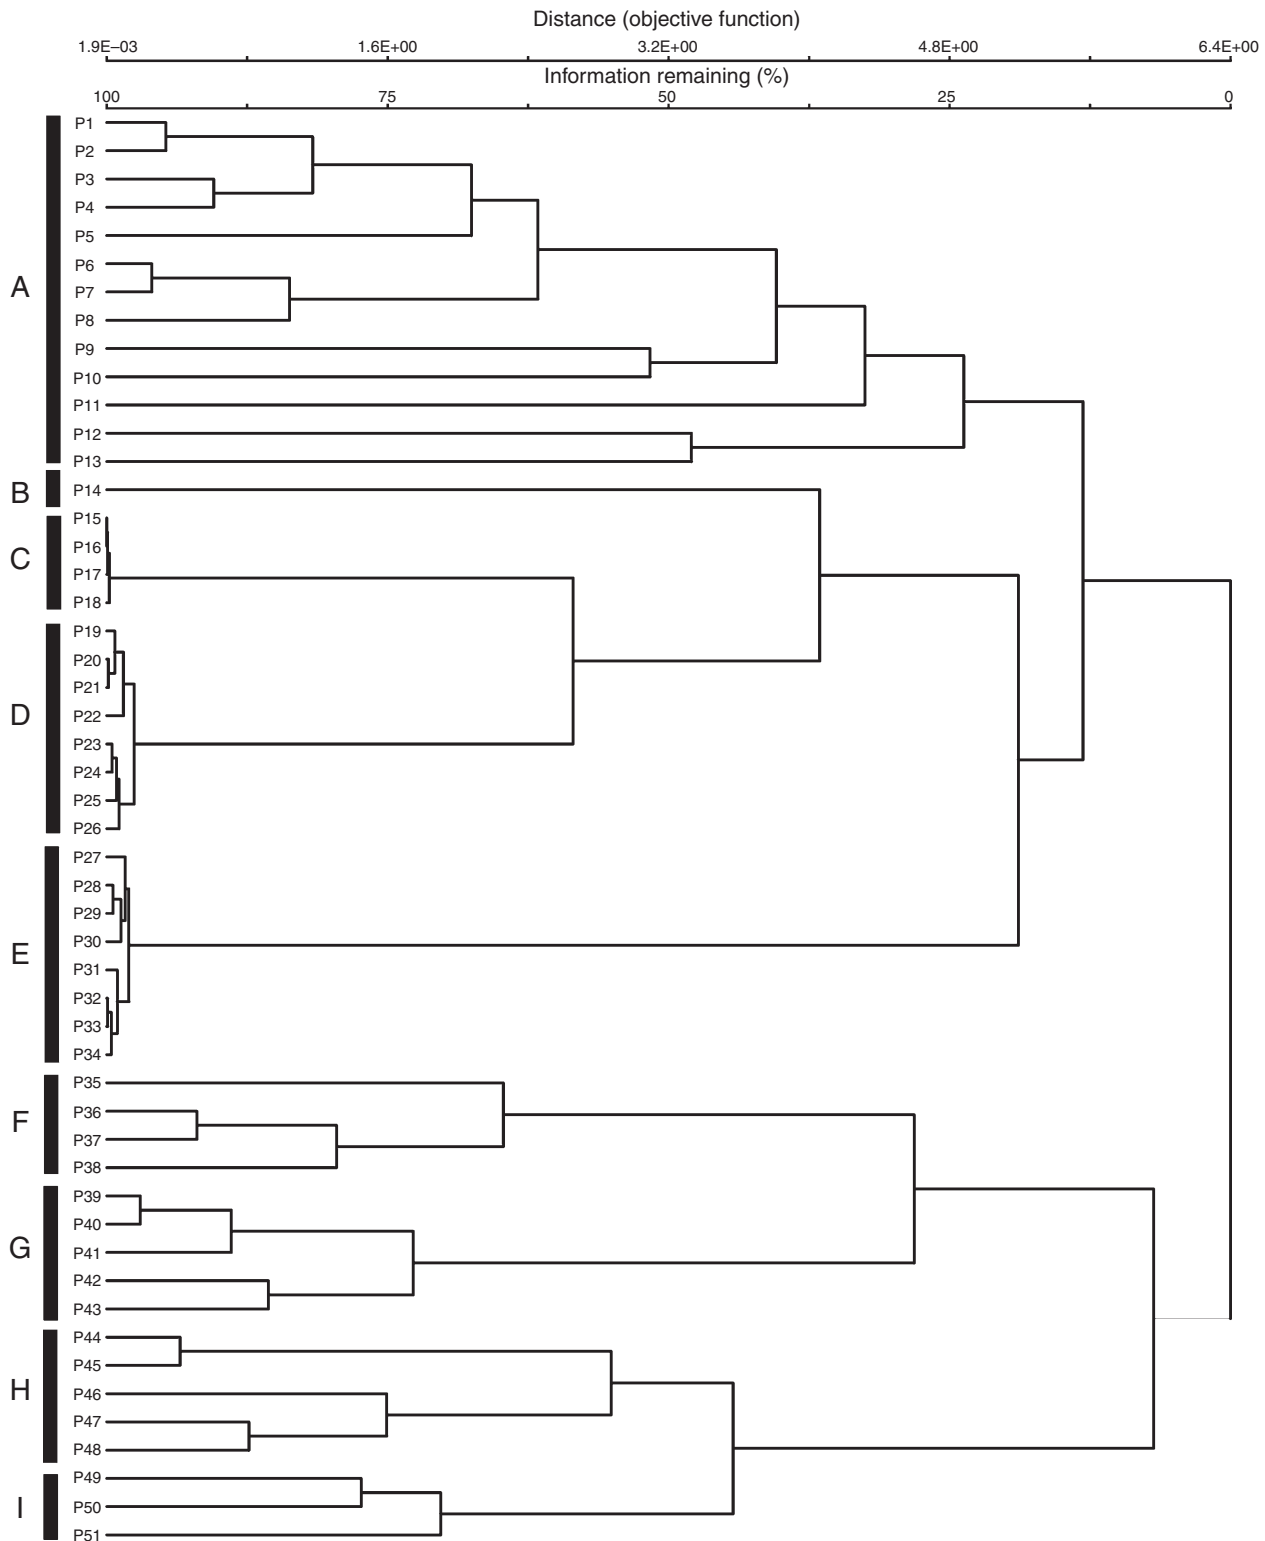 Distance (objective function)
1.9E–03 1.6E+00 3.2E+00 4.8E+00 6.4E+00
Information remaining (%)
100 75 50 25 0
P1
P2
P3
P4
P5
P6
A
P7
P8
P9
P10
P11
P12
P13
B P14
P15
P16
C
P17
P18
P19
P20
P21
D P22
P23
P24
P25
P26
P27
P28
P29
P30
E
P31
P32
P33
P34
P35
P36
F
P37
P38
P39
P40
G P41
P42
P43
P44
P45
H P46
P47
P48
P49
I P50
P51